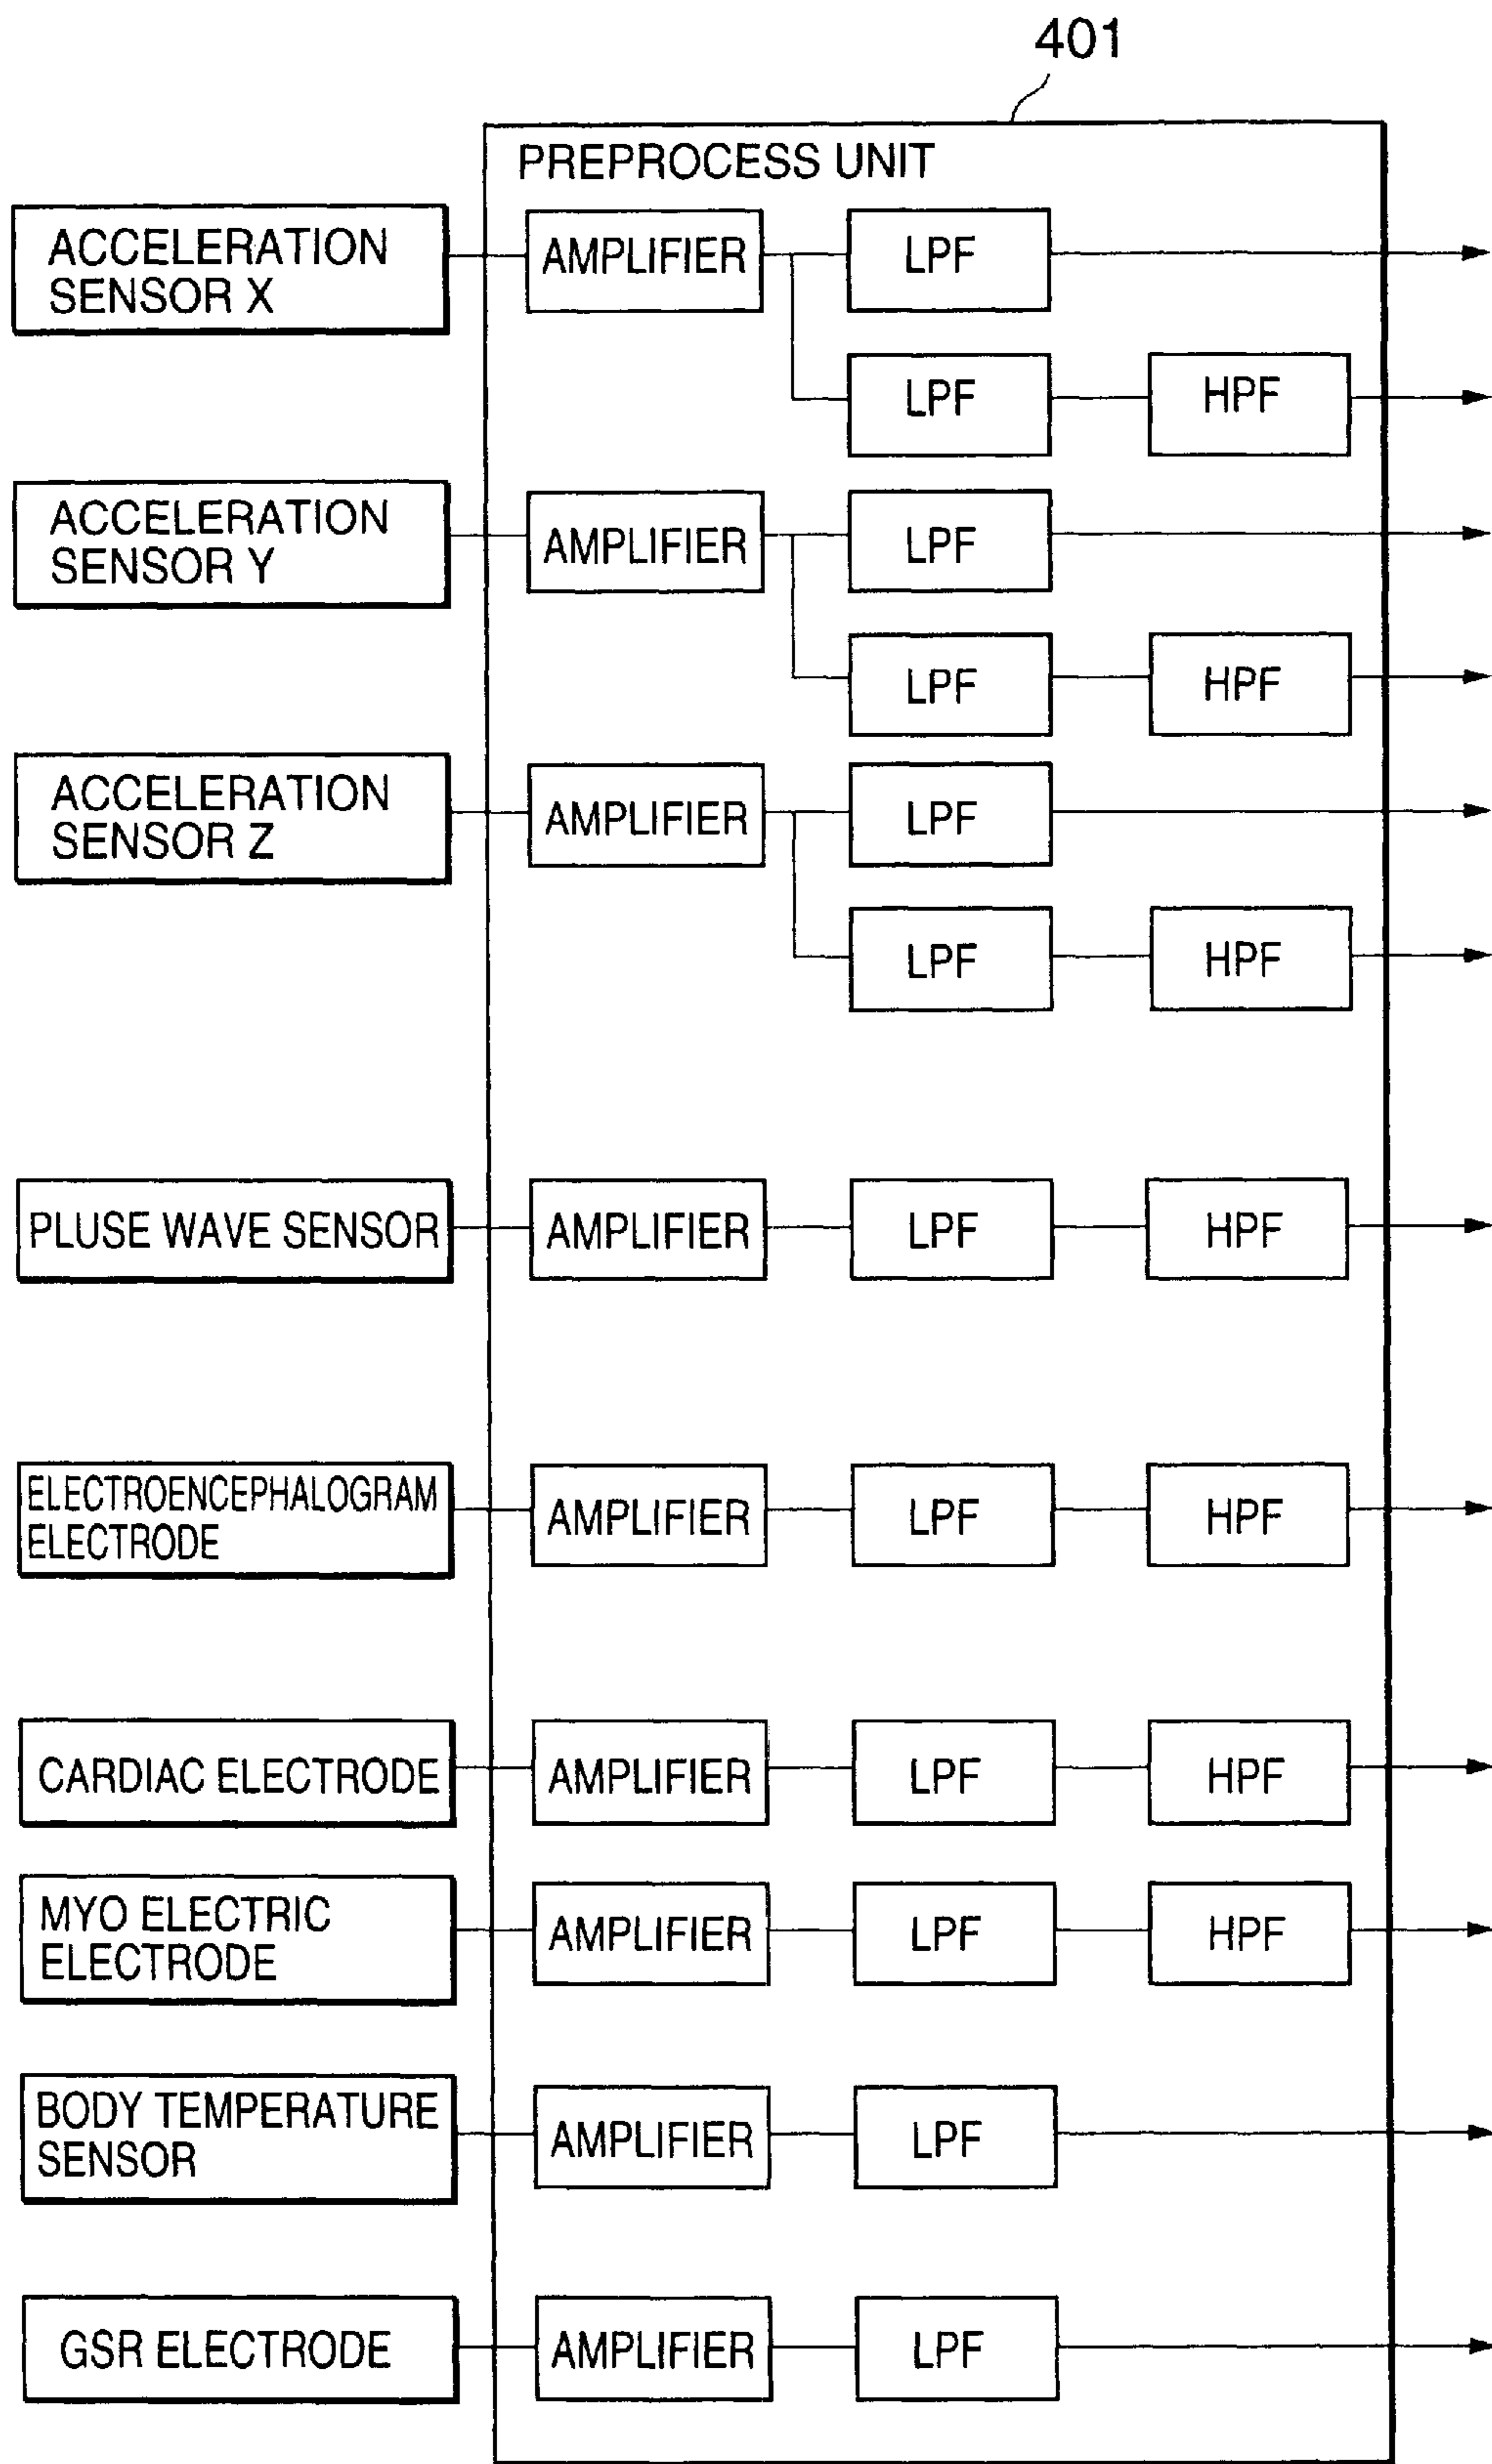 401
PREPROCESS UNIT
ACCELERATION
SENSOR X
AMPLIFIER
LPF
LPF
HPF
ACCELERATION
SENSOR Y
AMPLIFIER
LPF
LPF
HPF
ACCELERATION
SENSOR Z
AMPLIFIER
LPF
LPF
HPF
PLUSE WAVE SENSOR
AMPLIFIER
LPF
HPF
ELECTROENCEPHALOGRAM
ELECTRODE
AMPLIFIER
LPF
HPF
CARDIAC ELECTRODE
AMPLIFIER
LPF
HPF
MYO ELECTRIC
ELECTRODE
AMPLIFIER
LPF
HPF
BODY TEMPERATURE
SENSOR
AMPLIFIER
LPF
GSR ELECTRODE
AMPLIFIER
LPF